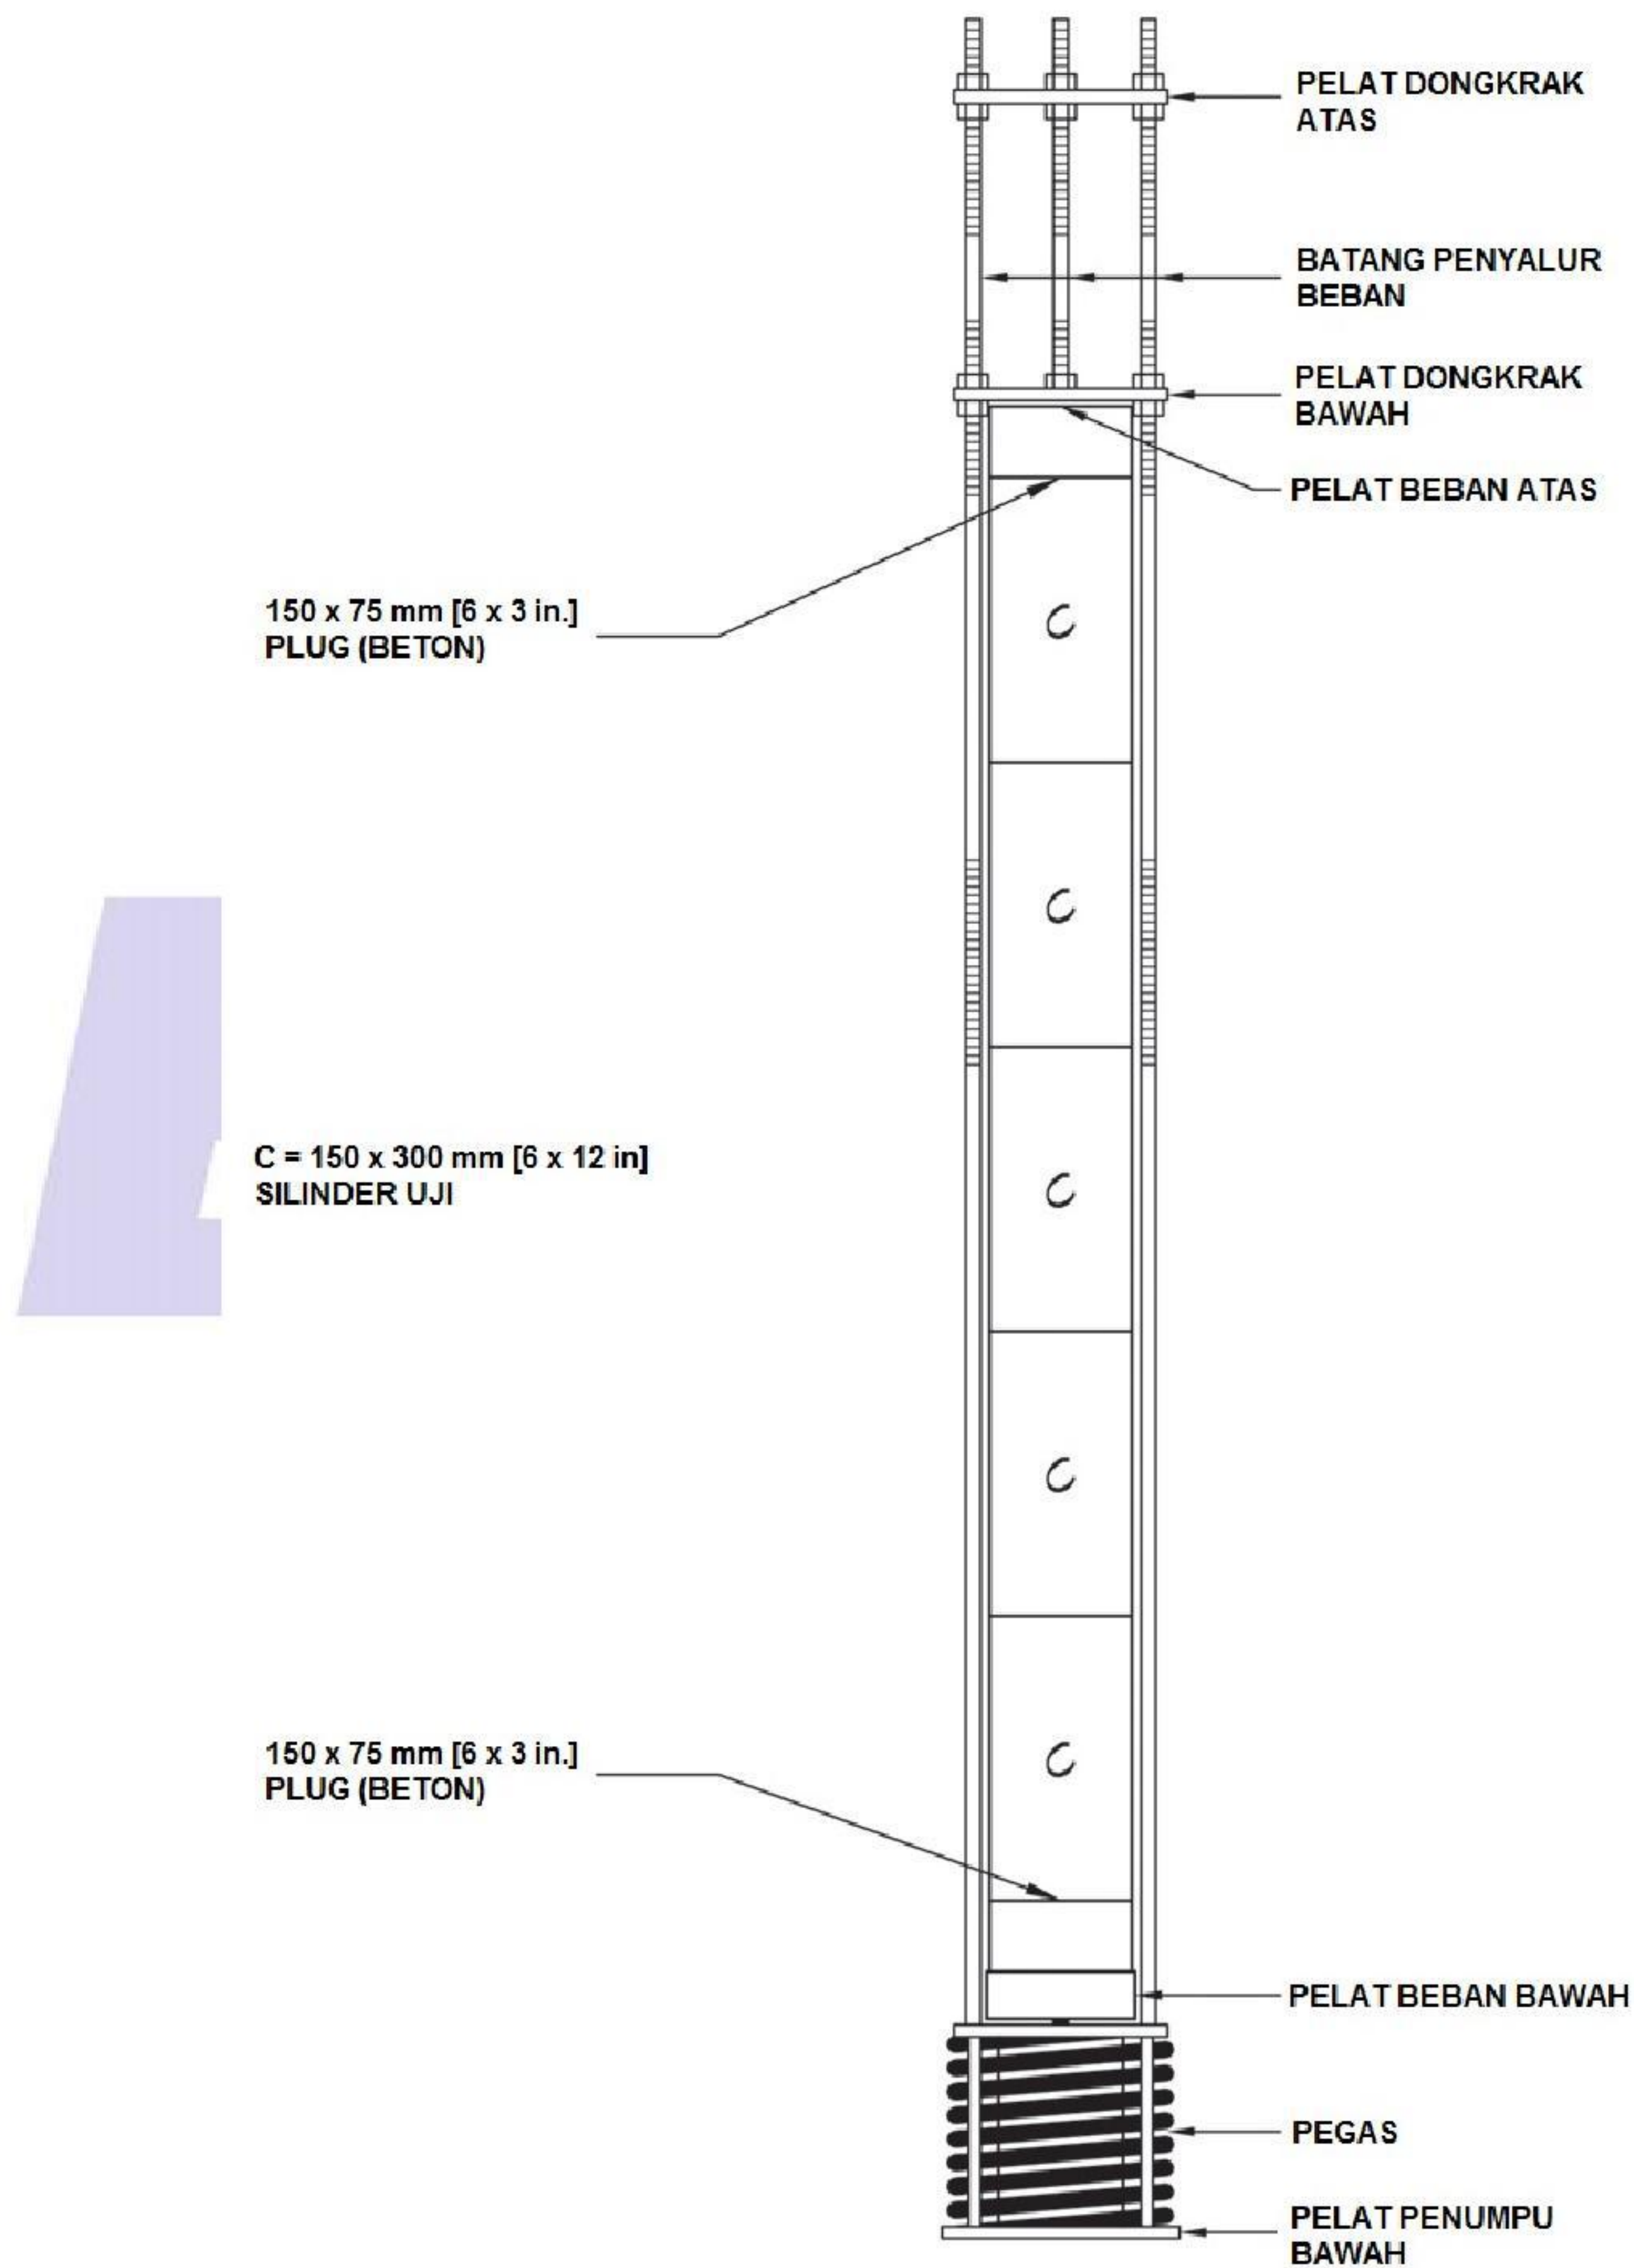 PELAT DONGKRAK
ATAS
BATANG PENYALUR
BEBAN
PELAT DONGKRAK
BAWAH
PELAT BEBAN ATAS
150 x 75 mm [6 x 3 in.]
PLUG (BETON)
C
C
C = 150 x 300 mm [6 x 12 in]
SILINDER UJI
C
C
150 x 75 mm [6 x 3 in.]
PLUG (BETON)
C
PELAT BEBAN BAWAH
PEGAS
PELAT PENUMPU
BAWAH